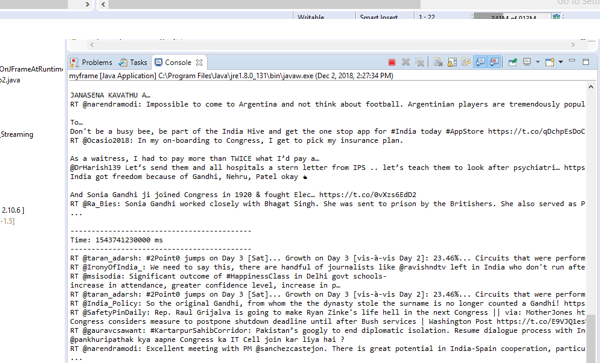 Go to Setti
Writable
Smart Insert
1 : 22
OnJFrameAtRuntim
o2.java
_Streaming
2.10.6 ]
-1.5]
Problems
Tasks
Console
myframe [Java Application] C:\Program Files\Java\jre1.8.0_131\bin\javaw.exe (Dec 2, 2018, 2:27:34 PM)
JANASENA KAVATHU A…
RT @narendramodi: Impossible to come to Argentina and not think about football. Argentinian players are tremendously popul
To…
Don't be a busy bee, be part of the India Hive and get the one stop app for #India today #AppStore https://t.co/qDchpEsDoC
RT @Ocasio2018: In my on-boarding to Congress, I get to pick my insurance plan.
As a waitress, I had to pay more than TWICE what I'd pay a…
@DrHarish139 Let's send them and all hospitals a stern letter from IPS .. let's teach them to look after psychiatri… https
India got freedom because of Gandhi, Nehru, Patel okay
And Sonia Gandhi ji joined Congress in 1920 & fought Elec… https://t.co/0vXzs6EdD2
RT @Ra_Bies: Sonia Gandhi worked closely with Bhagat Singh. She was sent to prison by the Britishers. She also served as P
...
-------------------------------------------
Time: 1543741230000 ms
-------------------------------------------
RT @taran_adarsh: #2Point0 jumps on Day 3 [Sat]... Growth on Day 3 [vis-à-vis Day 2]: 23.46%... Circuits that were perform
RT @IronyOfIndia_: We need to say this, there are handful of journalists like @ravishndtv left in India who don't run afte
RT @msisodia: Significant outcome of #HappinessClass in Delhi govt schools-
increase in attendance, greater confidence level, increase in p…
RT @taran_adarsh: #2Point0 jumps on Day 3 [Sat]... Growth on Day 3 [vis-à-vis Day 2]: 23.46%... Circuits that were perform
RT @India_Policy: So the original Gandhi, from whom the the dynasty stole the surname is no longer counted a Gandhi! https
RT @SafetyPinDaily: Rep. Raul Grijalva is going to make Ryan Zinke's life hell in the next Congress || via: MotherJones ht
Congress considers measure to postpone shutdown deadline until after Bush services | Washington Post https://t.co/E9VJQ1es
RT @gauravcsawant: #KartarpurSahibCorridor: Pakistan's googly to end diplomatic isolation. Resume dialogue process with In
@pankhuripathak kya aapne Congress ka IT Cell join kar liya hai ?
RT @narendramodi: Excellent meeting with PM @sanchezcastejon. There is great potential in India-Spain cooperation, particu
...